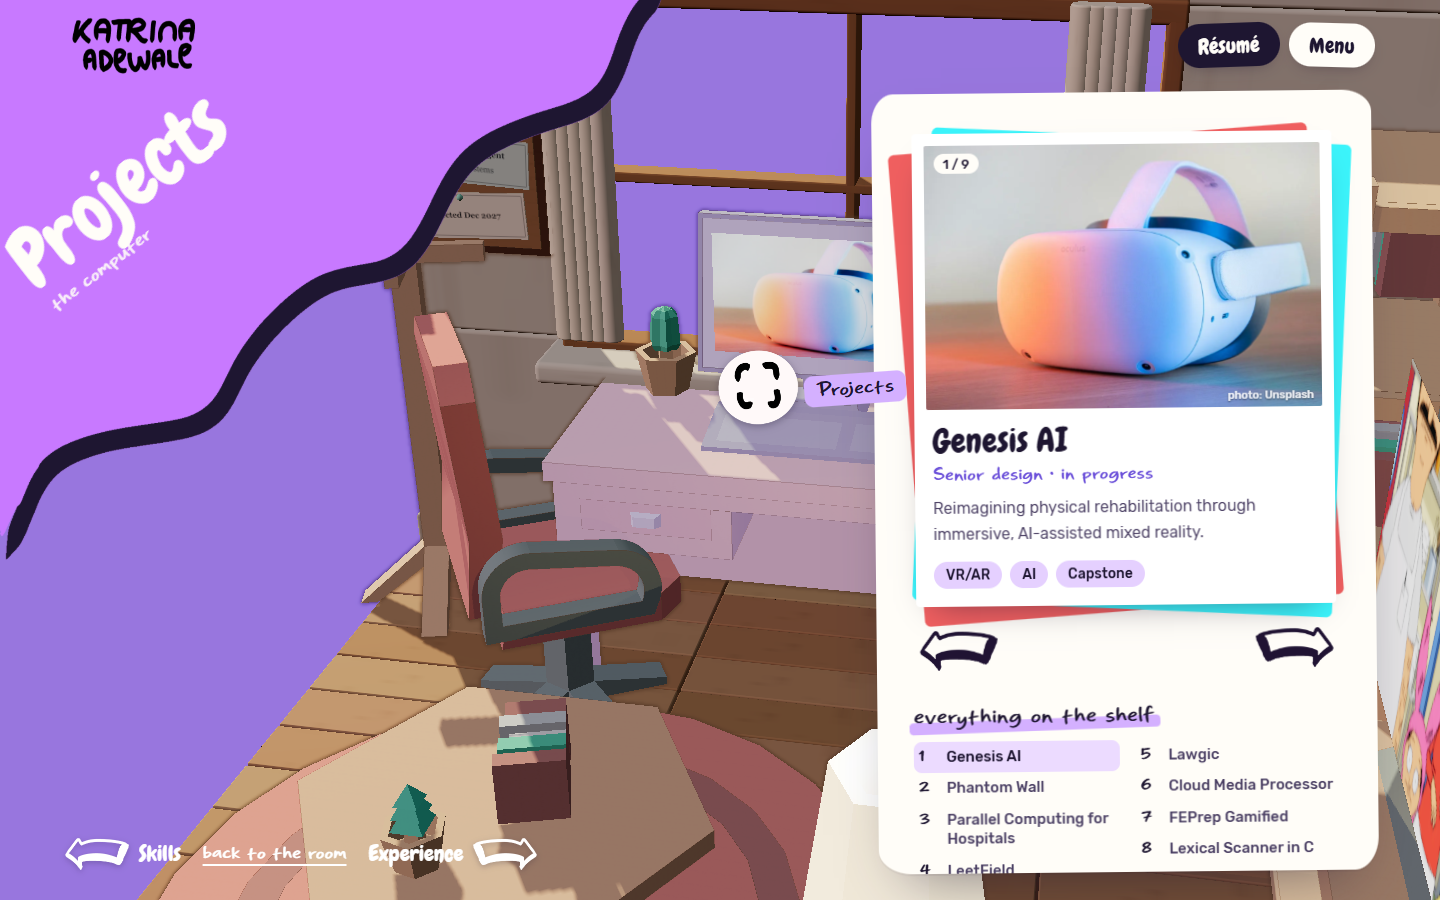 KATRINA
ADEWALE
Résumé
Menu
Projects
the computer
1 / 9
Dec 2027
photo: Unsplash
Projects
Genesis AI
Senior design · in progress
Reimagining physical rehabilitation through
immersive, AI-assisted mixed reality.
VR/AR
AI
Capstone
everything on the shelf
1 Genesis AI
2 Phantom Wall
3 Parallel Computing for
Hospitals
4 LeetField
5 Lawgic
6 Cloud Media Processor
7 FEPrep Gamified
8 Lexical Scanner in C
Skills
back to the room
Experience